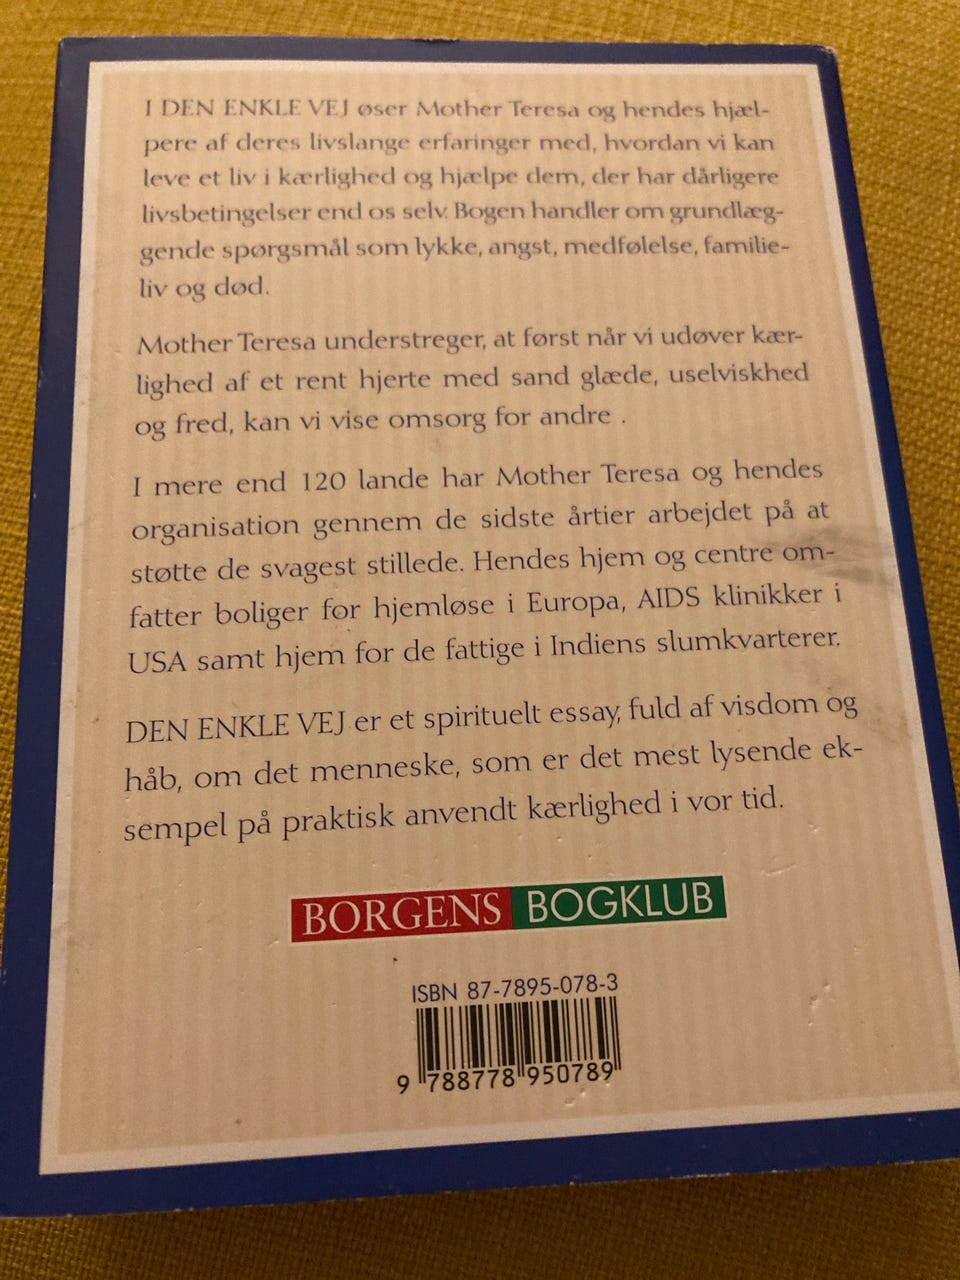 I DEN ENKLE VEJ øser Mother Teresa og hendes hjæl-
pere af deres livslange erfaringer med, hvordan vi kan
leve et liv i kærlighed og hjælpe dem, der har dårligere
livsbetingelser end os selv. Bogen handler om grundlæg-
gende spørgsmål som lykke, angst, medfølelse, familie-
liv og død.
Mother Teresa understreger, at først når vi udøver kær-
lighed af et rent hjerte med sand glæde, uselviskhed
og fred, kan vi vise omsorg for andre .
I mere end 120 lande har Mother Teresa og hendes
organisation gennem de sidste årtier arbejdet på at
støtte de svagest stillede. Hendes hjem og centre om-
fatter boliger for hjemløse i Europa, AIDS klinikker i
USA samt hjem for de fattige i Indiens slumkvarterer.
DEN ENKLE VEJ er et spirituelt essay, fuld af visdom og
håb, om det menneske, som er det mest lysende ek-
sempel på praktisk anvendt kærlighed i vor tid.
BORGENS BOGKLUB
ISBN 87-7895-078-3
9 788778 950789